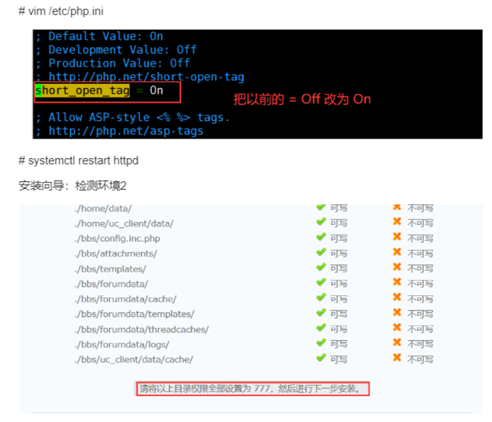 # vim /etc/php.ini
; Default Value: On
; Development Value: Off
; Production Value: Off
; http://php.net/short-open-tag
short_open_tag = On
把以前的 = Off 改为 On
; Allow ASP-style <% %> tags.
; http://php.net/asp-tags
# systemctl restart httpd
安装向导：检测环境2
./home/data/ 可写 不可写
./home/uc_client/data/ 可写 不可写
./bbs/config.inc.php 可写 不可写
./bbs/attachments/ 可写 不可写
./bbs/templates/ 可写 不可写
./bbs/forumdata/ 可写 不可写
./bbs/forumdata/cache/ 可写 不可写
./bbs/forumdata/templates/ 可写 不可写
./bbs/forumdata/threadcaches/ 可写 不可写
./bbs/forumdata/logs/ 可写 不可写
./bbs/uc_client/data/cache/ 可写 不可写
请将以上目录权限全部设置为 777，然后进行下一步安装。